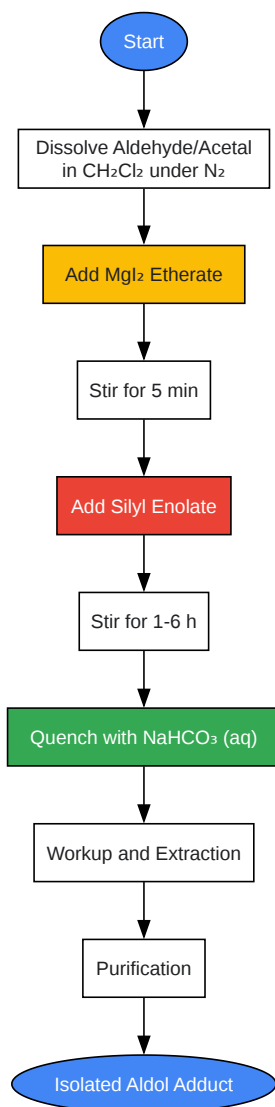 Start
Dissolve Aldehyde/Acetal
in CH₂Cl₂ under N₂
Add MgI₂ Etherate
Stir for 5 min
Add Silyl Enolate
Stir for 1-6 h
Quench with NaHCO₃ (aq)
Workup and Extraction
Purification
Isolated Aldol Adduct